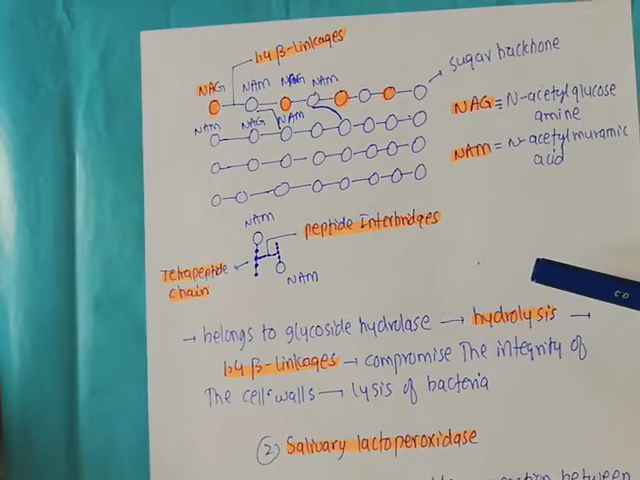 1,4 β-linkages
sugar backbone
NAG NAM NAG NAM
NAM NAG NAM
NAG = N-acetyl glucose
amine
NAM = N-acetyl muramic
acid
NAM
peptide Interbridges
Tetrapeptide
chain
NAM
→ belongs to glycoside hydrolase → hydrolysis →
1,4 β-linkages → compromise The integrity of
The cell walls → lysis of bacteria
② Salivary lactoperoxidase
between